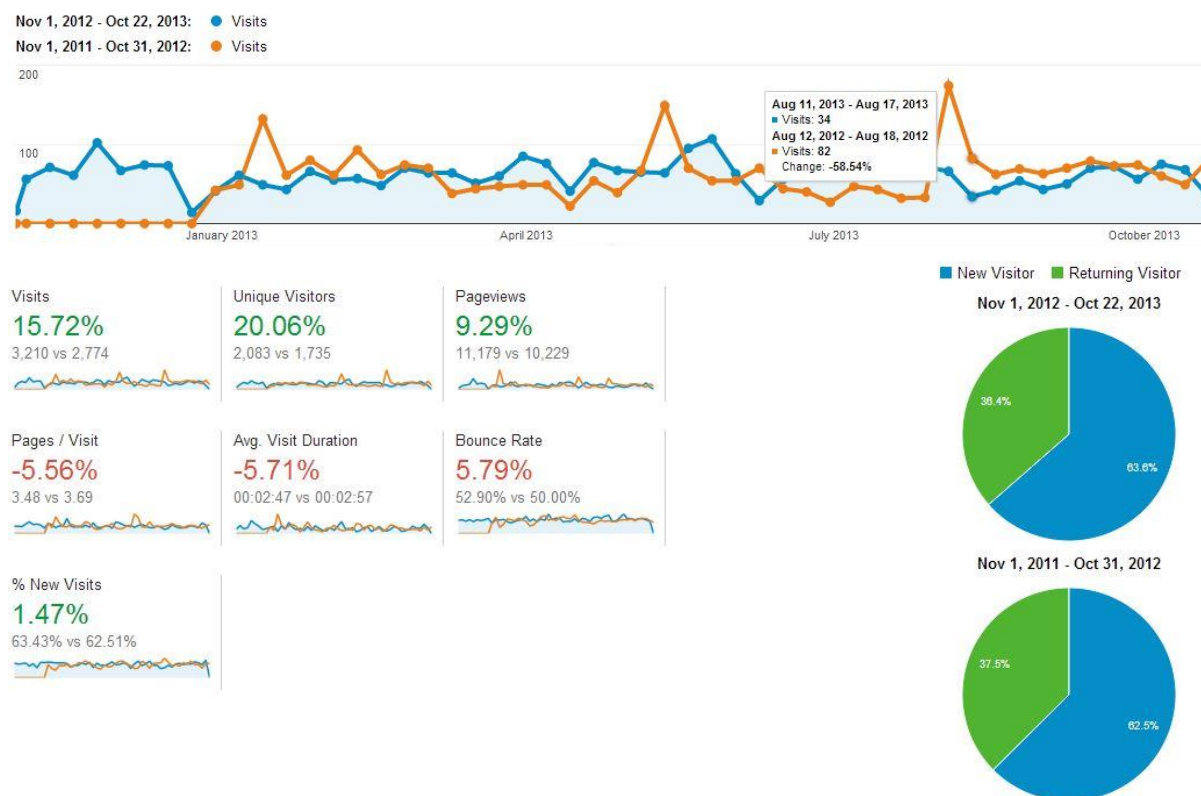 Nov 1, 2012 - Oct 22, 2013: Visits
Nov 1, 2011 - Oct 31, 2012: Visits
200
100
Aug 11, 2013 - Aug 17, 2013
Visits: 34
Aug 12, 2012 - Aug 18, 2012
Visits: 82
Change: -58.54%
January 2013 April 2013 July 2013 October 2013
New Visitor Returning Visitor
Nov 1, 2012 - Oct 22, 2013
36.4%
63.6%
Visits
15.72%
3,210 vs 2,774
Unique Visitors
20.06%
2,083 vs 1,735
Pageviews
9.29%
11,179 vs 10,229
Pages / Visit
-5.56%
3.48 vs 3.69
Avg. Visit Duration
-5.71%
00:02:47 vs 00:02:57
Bounce Rate
5.79%
52.90% vs 50.00%
% New Visits
1.47%
63.43% vs 62.51%
Nov 1, 2011 - Oct 31, 2012
37.5%
62.5%